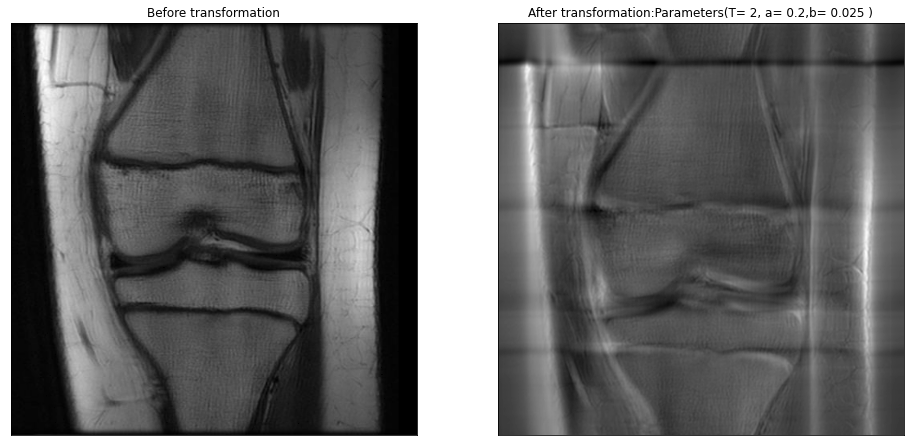 Before transformation
After transformation:Parameters(T= 2, a= 0.2,b= 0.025 )